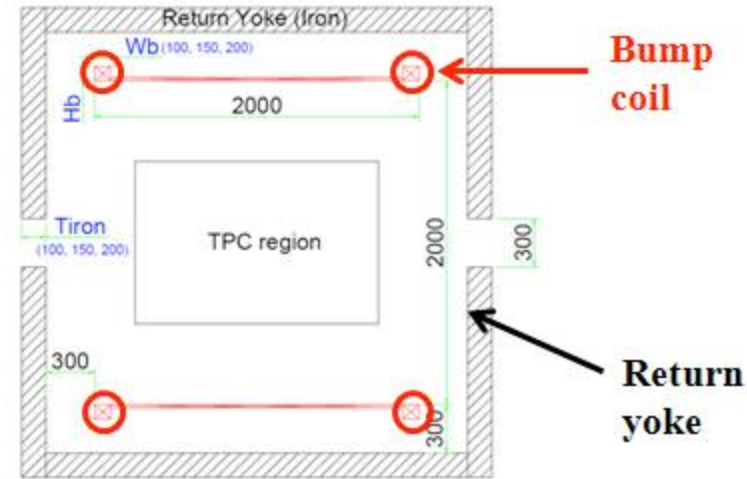 Return Yoke (Iron)
Wb (100, 150, 200)
Bump
coil
Hb
2000
Tiron
(100, 150, 200)
TPC region
2000
300
300
Return
yoke
300